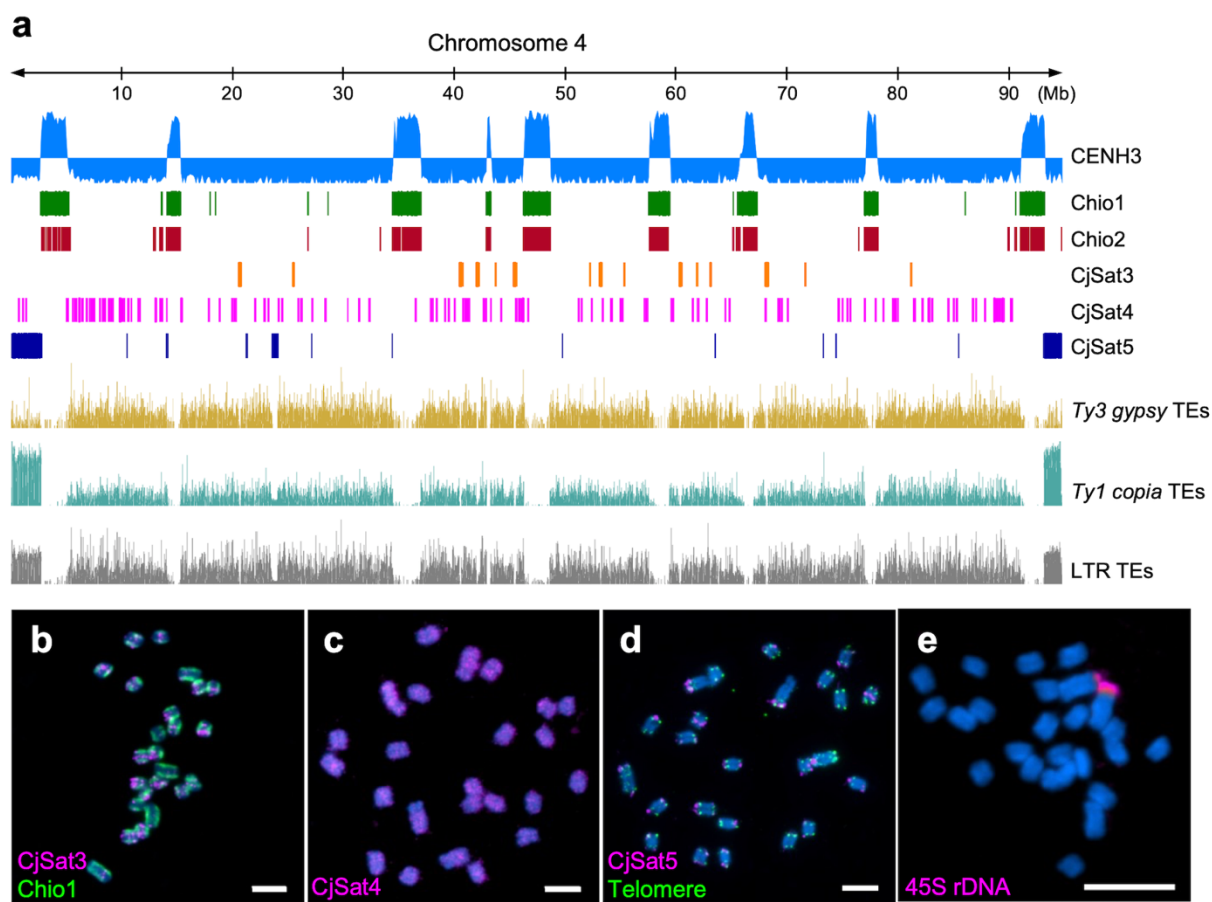 a
Chromosome 4
10 20 30 40 50 60 70 80 90 (Mb)
CENH3
Chio1
Chio2
CjSat3
CjSat4
CjSat5
Ty3 gypsy TEs
Ty1 copia TEs
LTR TEs
b
CjSat3
Chio1
c
CjSat4
d
CjSat5
Telomere
e
45S rDNA